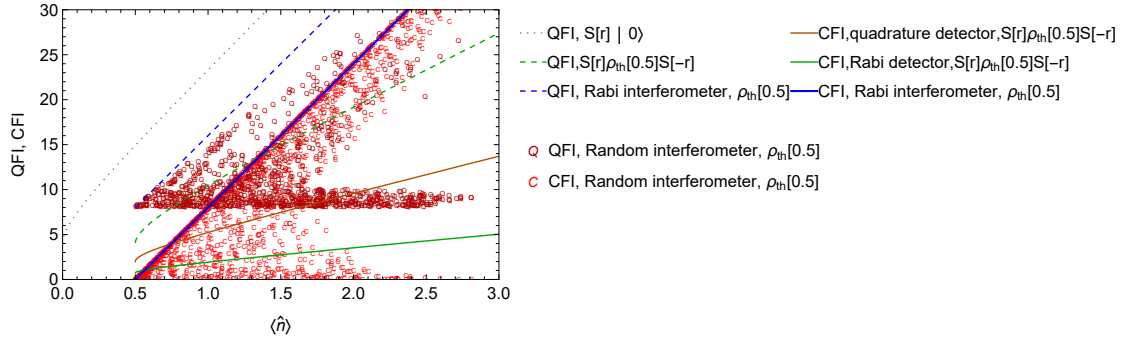 30
25
20
15
10
5
0
QFI, CFI
0.0 0.5 1.0 1.5 2.0 2.5 3.0
⟨n̂⟩
QFI, S[r] | 0⟩
QFI,S[r]ρth[0.5]S[−r]
QFI, Rabi interferometer, ρth[0.5]
CFI,quadrature detector,S[r]ρth[0.5]S[−r]
CFI,Rabi detector,S[r]ρth[0.5]S[−r]
CFI, Rabi interferometer, ρth[0.5]
Q QFI, Random interferometer, ρth[0.5]
C CFI, Random interferometer, ρth[0.5]